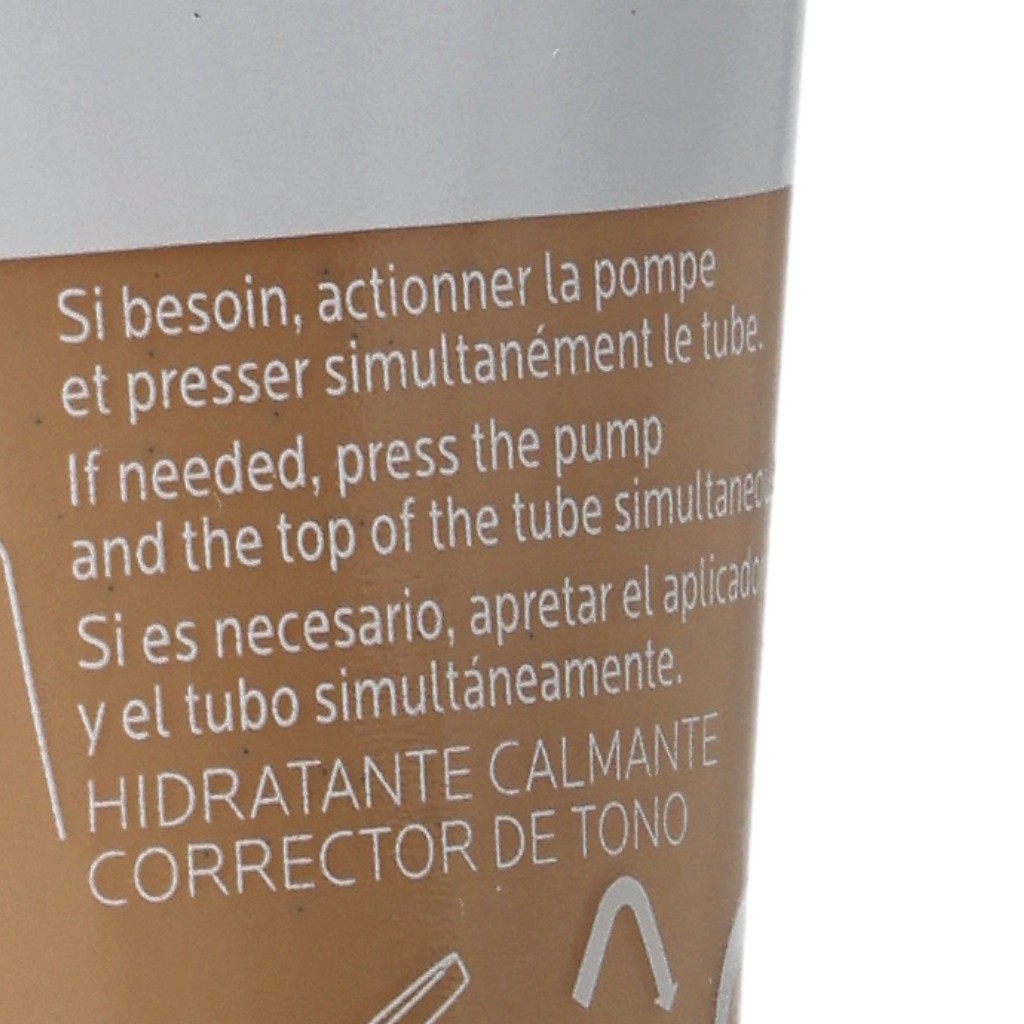 Si besoin, actionner la pompe
et presser simultanément le tube.
If needed, press the pump
and the top of the tube
Si es necesario, apretar el
y el tubo simultáneamente.
HIDRATANTE CALMANTE
CORRECTOR DE TONO